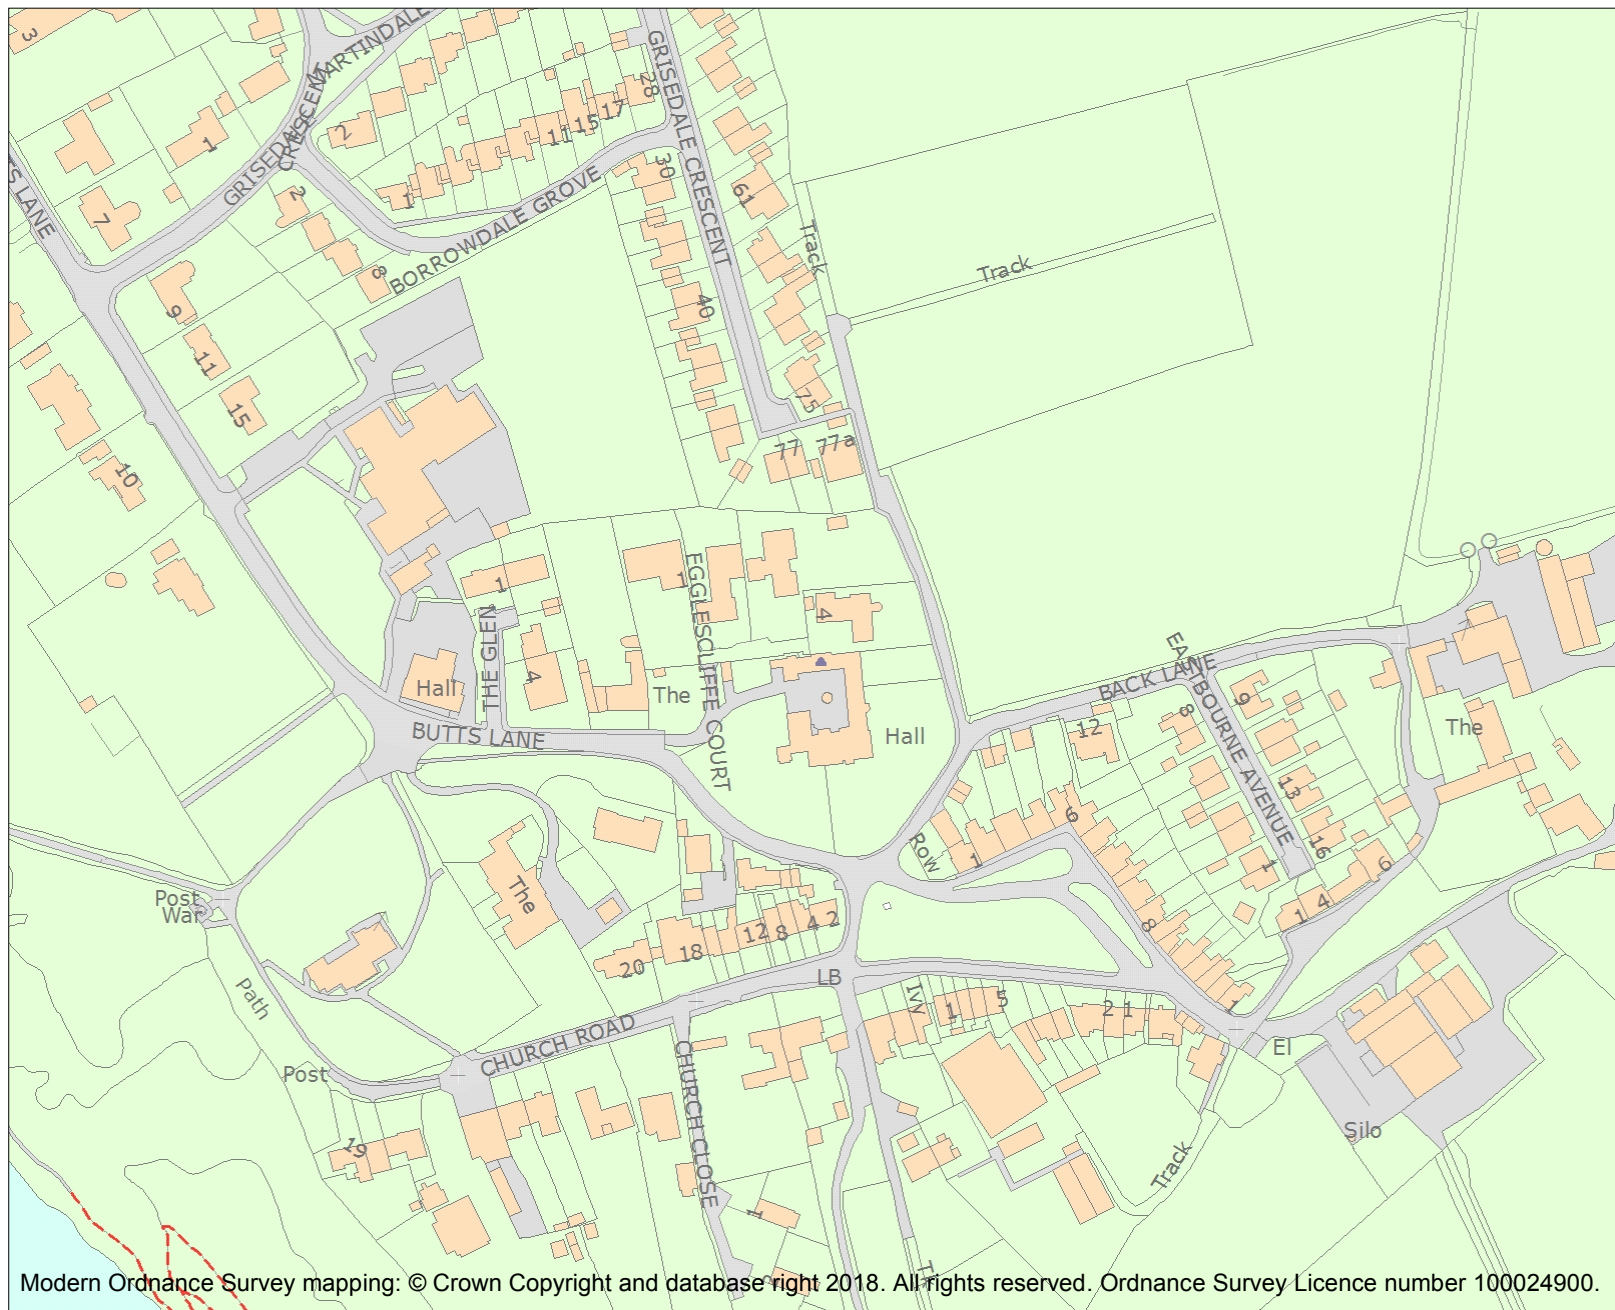 3
MARTINDALE
GRISEDALE CRESCENT
28
17
15
11
2
1
GRISEDALE
CRESCENT
30
61
TS LANE
7
2
1
Track
BORROWDALE GROVE
8
Track
9
40
11
75
15
77
77a
10
1
1
EGGLESCLIFFE COURT
4
THE GLEN
4
Hall
The
BACK LANE
EASTBOURNE AVENUE
9
8
12
The
BUTTS LANE
Hall
13
6
16
Row
1
1
6
The
Post
War
12
8
4
2
18
20
8
1
4
LB
Path
Ivy
1
5
2
1
1
CHURCH ROAD
El
Post
CHURCH CLOSE
Silo
19
Track
1
Modern Ordnance Survey mapping: © Crown Copyright and database right 2018. All rights reserved. Ordnance Survey Licence number 100024900.